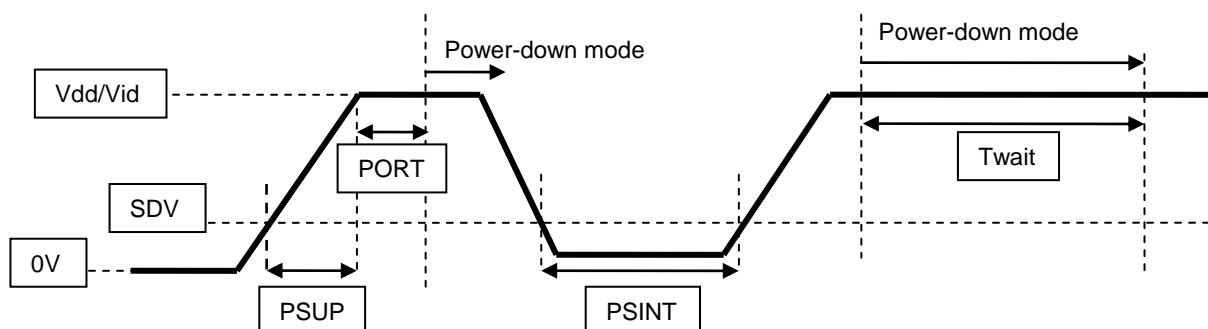 Power-down mode
Power-down mode
Vdd/Vid
PORT
Twait
SDV
0V
PSUP
PSINT